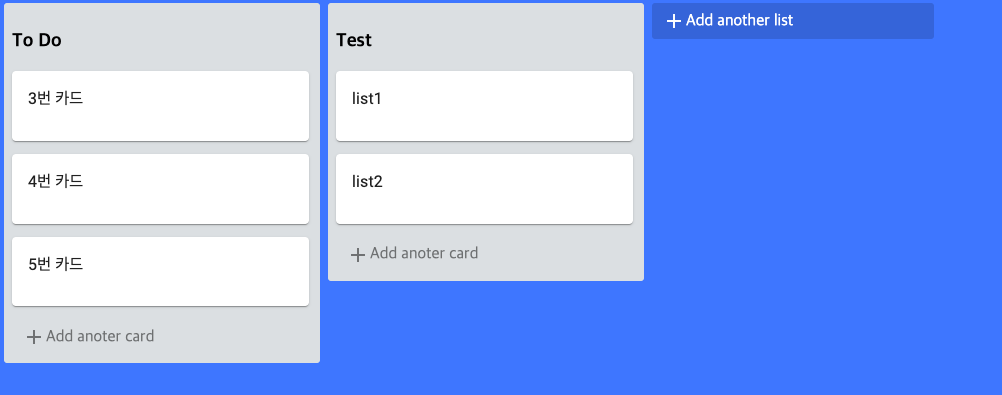 To Do
3번 카드
4번 카드
5번 카드
+ Add anoter card
Test
list1
list2
+ Add anoter card
+ Add another list